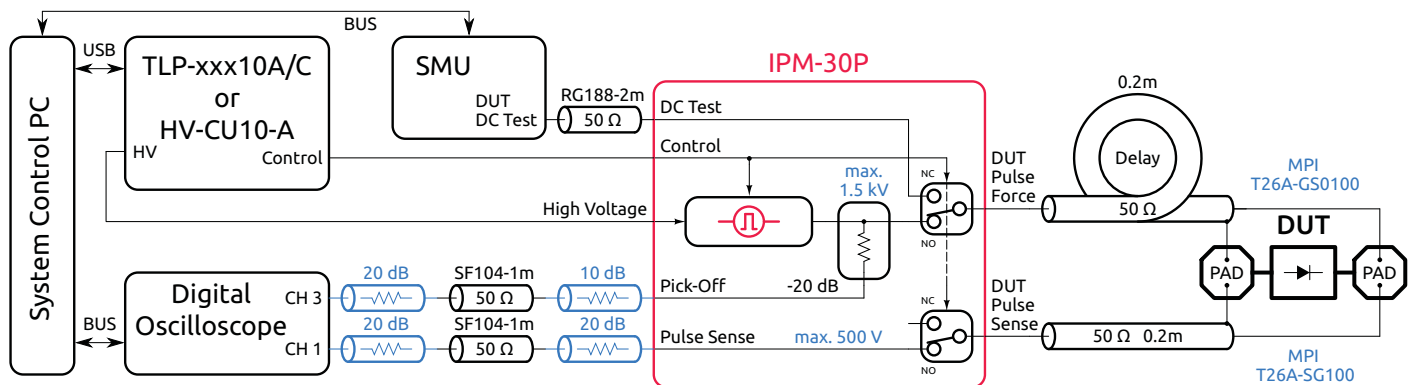 System Control PC
BUS
USB
TLP-xxx10A/C
or
HV-CU10-A
HV
Control
SMU
DUT
DC Test
RG188-2m
50 Ω
IPM-30P
DC Test
Control
High Voltage
max.
1.5 kV
NC
NO
DUT
Pulse
Force
0.2m
Delay
50 Ω
MPI
T26A-GS0100
DUT
PAD
PAD
BUS
Digital
Oscilloscope
CH 3
CH 1
20 dB
SF104-1m
50 Ω
10 dB
Pick-Off
-20 dB
20 dB
SF104-1m
50 Ω
20 dB
Pulse Sense
max. 500 V
NC
NO
DUT
Pulse
Sense
50 Ω 0.2m
MPI
T26A-SG100